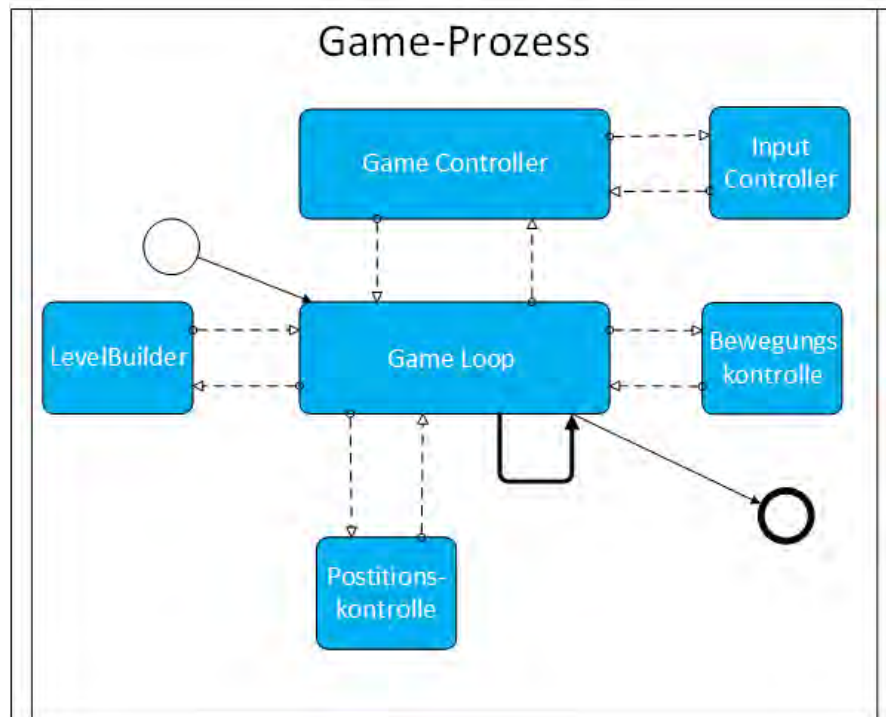 Game-Prozess
Game Controller
Input
Controller
LevelBuilder
Game Loop
Bewegungs
kontrolle
Postitions-
kontrolle